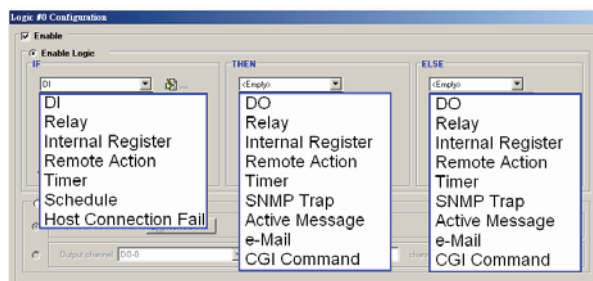 Logic #0 Configuration
Enable
Enable Logic
IF
THEN
ELSE
DI
<Empty>
<Empty>
DI
Relay
Internal Register
Remote Action
Timer
Schedule
Host Connection Fail
DO
Relay
Internal Register
Remote Action
Timer
SNMP Trap
Active Message
e-Mail
CGI Command
DO
Relay
Internal Register
Remote Action
Timer
SNMP Trap
Active Message
e-Mail
CGI Command
Output channel DO-0